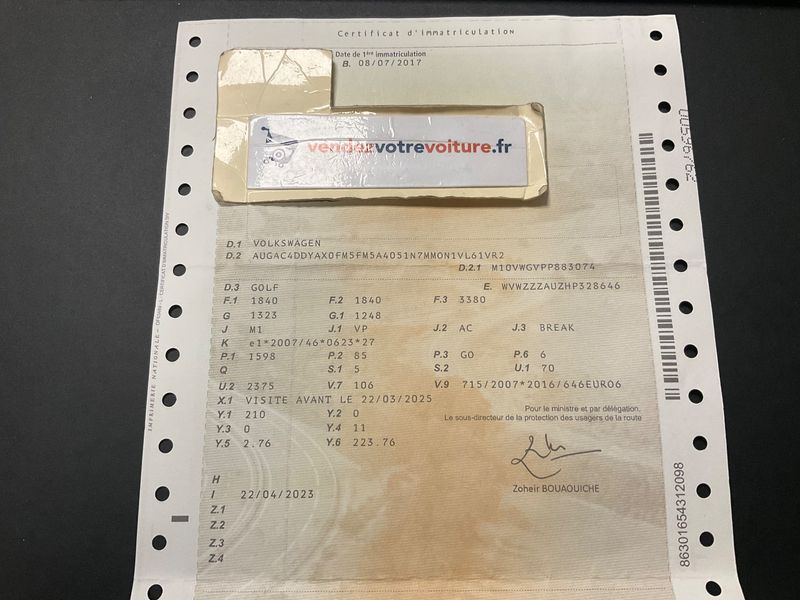 Certificat d'immatriculation
Date de 1ère immatriculation
B. 08/07/2017
vendezvotrevoiture.fr
D.1 VOLKSWAGEN
D.2 AUGAC4DDYAX0FM5FM5A4051N7MMON1VL61VR2
D.2.1 M10VWGVPP883074
D.3 GOLF E. VWVZZZAUZHP328646
F.1 1840 F.2 1840 F.3 3380
G 1323 G.1 1248
J M1 J.1 VP J.2 AC J.3 BREAK
K e1*2007/46*0623*27
P.1 1598 P.2 85 P.3 GO P.6 6
Q S.1 5 S.2 U.1 70
U.2 2375 V.7 106 V.9 715/2007*2016/646EURO6
X.1 VISITE AVANT LE 22/03/2025
Y.1 210 Y.2 0
Y.3 0 Y.4 11
Y.5 2.76 Y.6 223.76
Pour le ministre et par délégation,
Le sous-directeur de la protection des usagers de la route
Zoheir BOUAOUICHE
H
I 22/04/2023
Z.1
Z.2
Z.3
Z.4
86301654312098